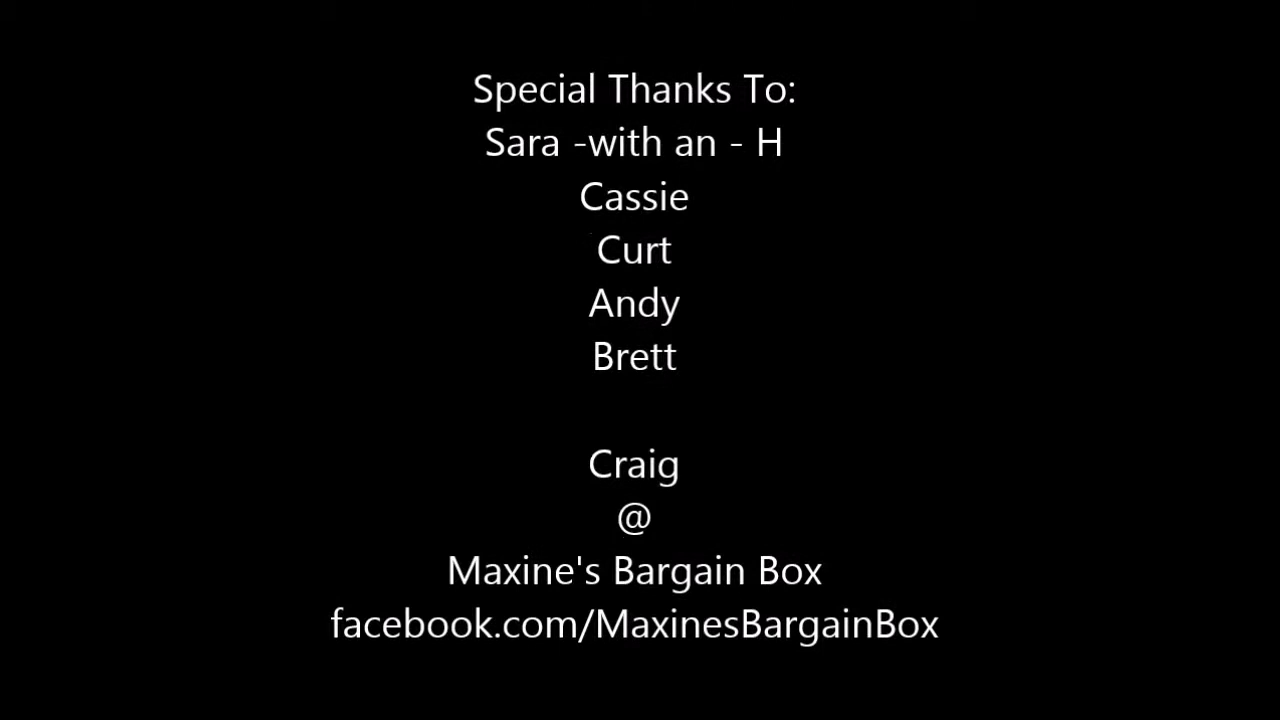 Special Thanks To:
Sara -with an - H
Cassie
Curt
Andy
Brett
Craig
@
Maxine's Bargain Box
facebook.com/MaxinesBargainBox